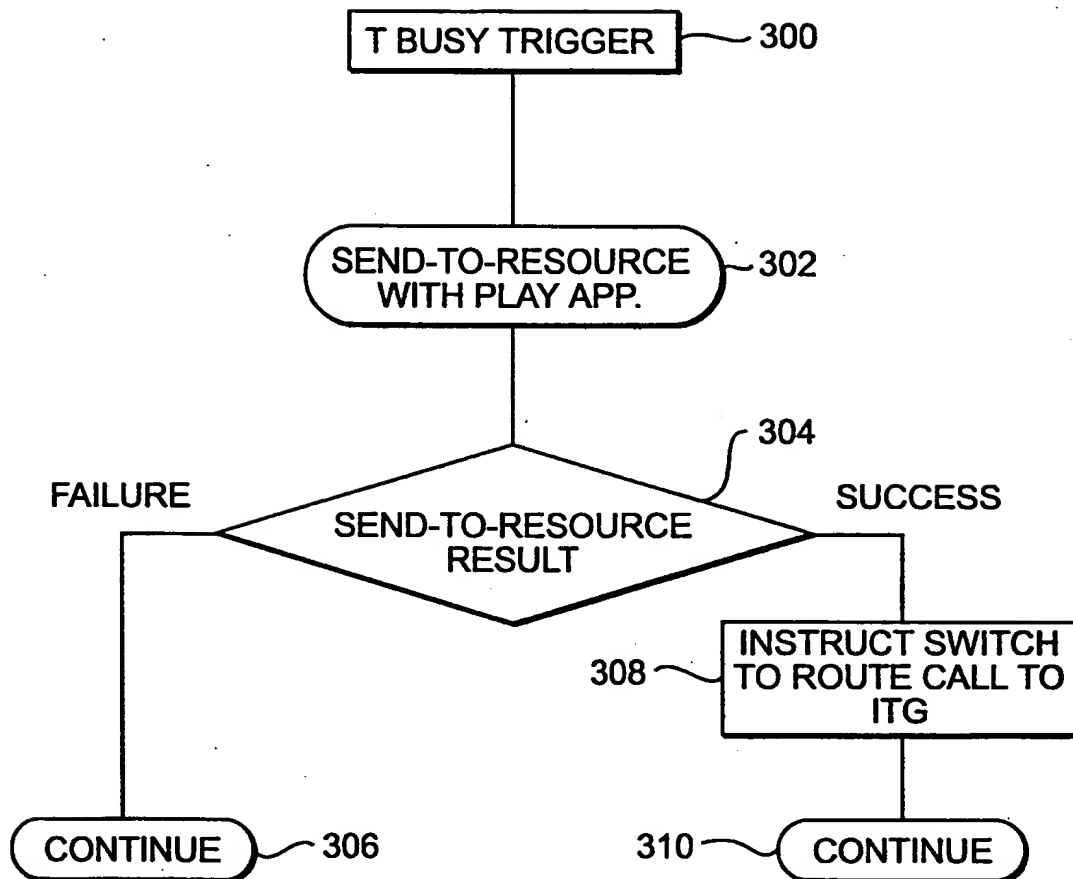 T BUSY TRIGGER
300
SEND-TO-RESOURCE
WITH PLAY APP.
302
304
FAILURE
SUCCESS
SEND-TO-RESOURCE
RESULT
308
INSTRUCT SWITCH
TO ROUTE CALL TO
ITG
CONTINUE
306
310
CONTINUE